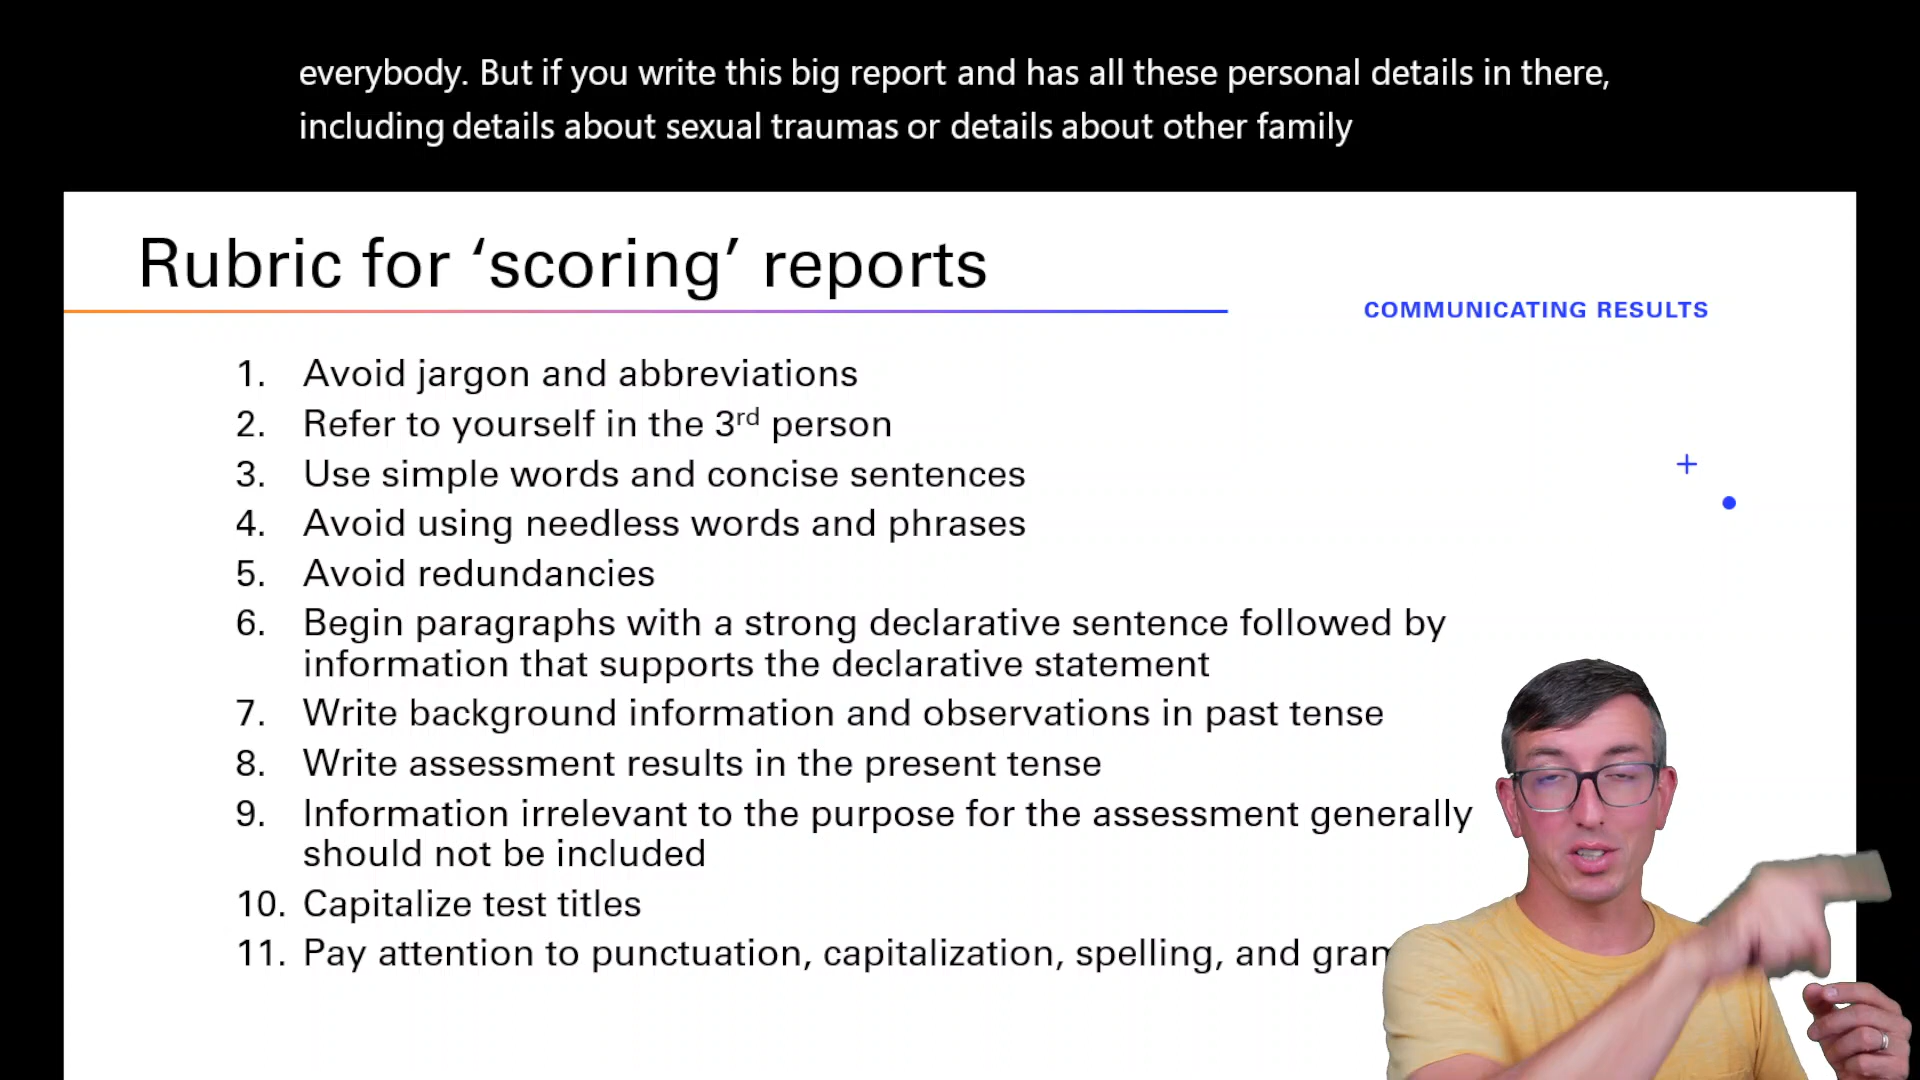 everybody. But if you write this big report and has all these personal details in there,
including details about sexual traumas or details about other family
Rubric for ‘scoring’ reports
COMMUNICATING RESULTS
1. Avoid jargon and abbreviations
2. Refer to yourself in the 3rd person
3. Use simple words and concise sentences
4. Avoid using needless words and phrases
5. Avoid redundancies
6. Begin paragraphs with a strong declarative sentence followed by
information that supports the declarative statement
7. Write background information and observations in past tense
8. Write assessment results in the present tense
9. Information irrelevant to the purpose for the assessment generally
should not be included
10. Capitalize test titles
11. Pay attention to punctuation, capitalization, spelling, and